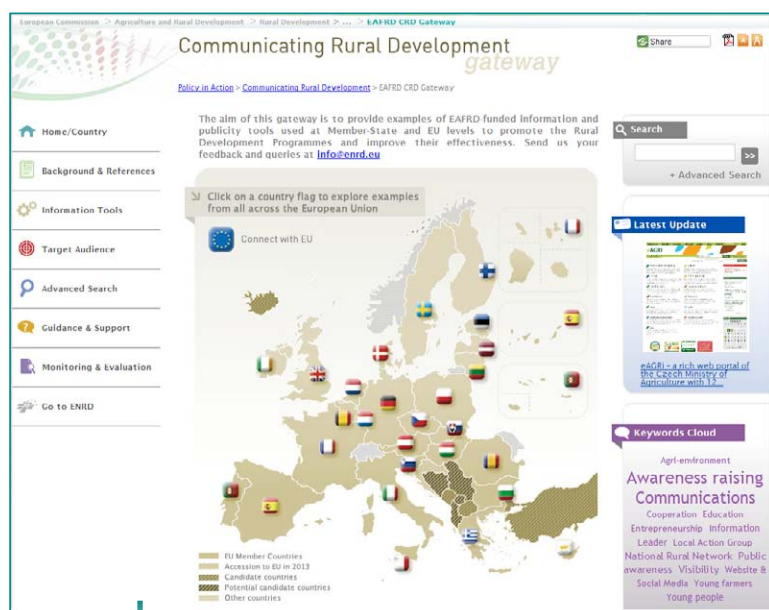 European Commission > Agriculture and Rural Development > Rural Development > ... > EAFRD CRD Gateway
Communicating Rural Development
gateway
Share
Policy in Action > Communicating Rural Development > EAFRD CRD Gateway
The aim of this gateway is to provide examples of EAFRD-funded information and
publicity tools used at Member-State and EU levels to promote the Rural
Development Programmes and improve their effectiveness. Send us your
feedback and queries at info@enrd.eu
Home/Country
Background & References
Information Tools
Target Audience
Advanced Search
Guidance & Support
Monitoring & Evaluation
Go to ENRD
Click on a country flag to explore examples
from all across the European Union
Connect with EU
EU Member Countries
Accession to EU in 2013
Candidate countries
Potential candidate countries
Other countries
Search
>>
+ Advanced Search
Latest Update
eAGRI
eAGRI - a rich web portal of
the Czech Ministry of
Agriculture with 12...
Keywords Cloud
Agri-environment
Awareness raising
Communications
Cooperation Education
Entrepreneurship Information
Leader Local Action Group
National Rural Network Public
awareness Visibility Website &
Social Media Young farmers
Young people